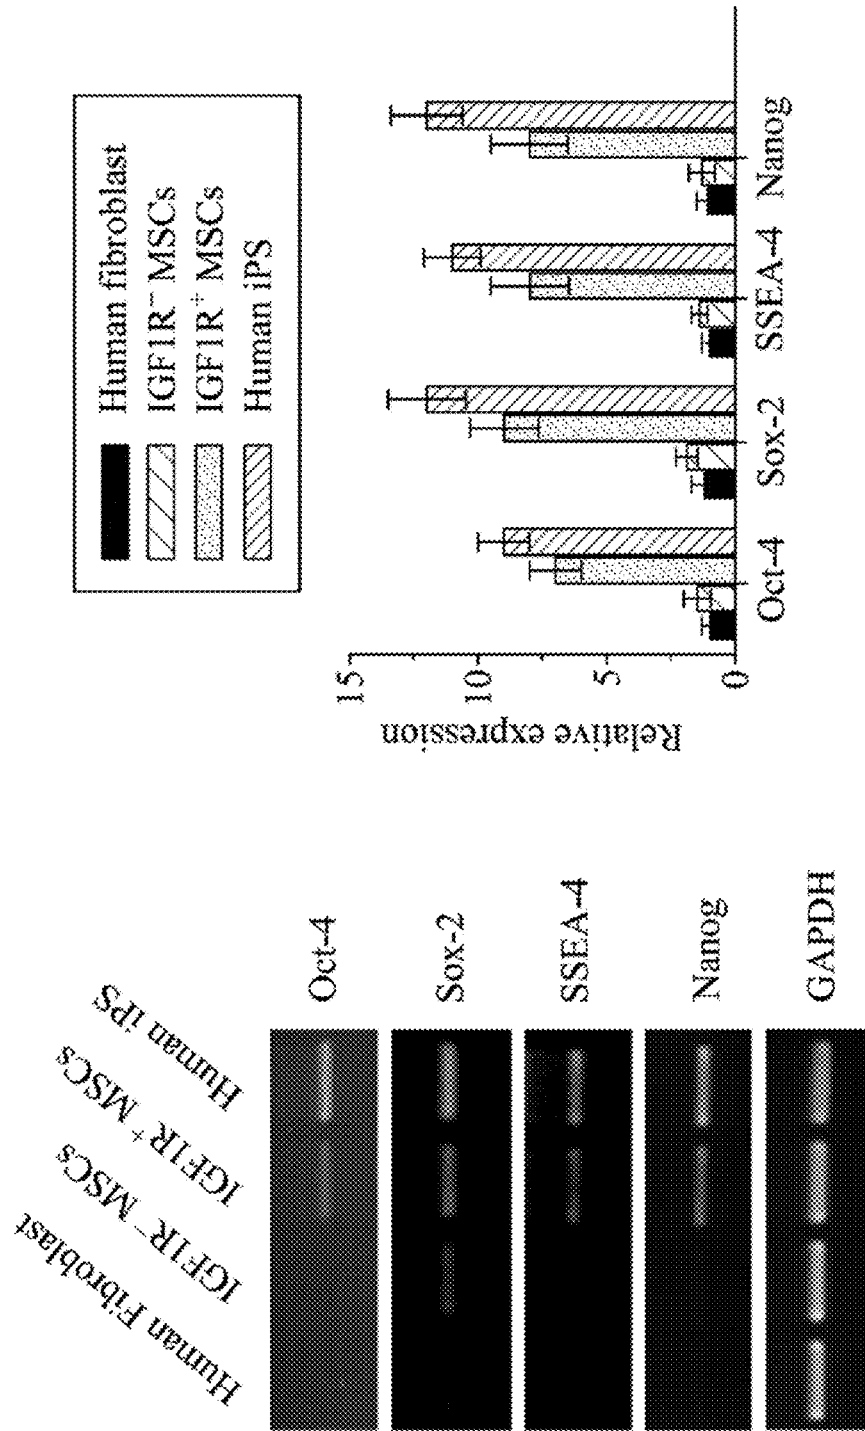 Human Fibroblast
IGF1R⁻ MSCs
IGF1R⁺ MSCs
Human iPS
Oct-4
Sox-2
SSEA-4
Nanog
GAPDH
Human fibroblast
IGF1R⁻ MSCs
IGF1R⁺ MSCs
Human iPS
Relative expression
15
10
5
0
Oct-4 Sox-2 SSEA-4 Nanog